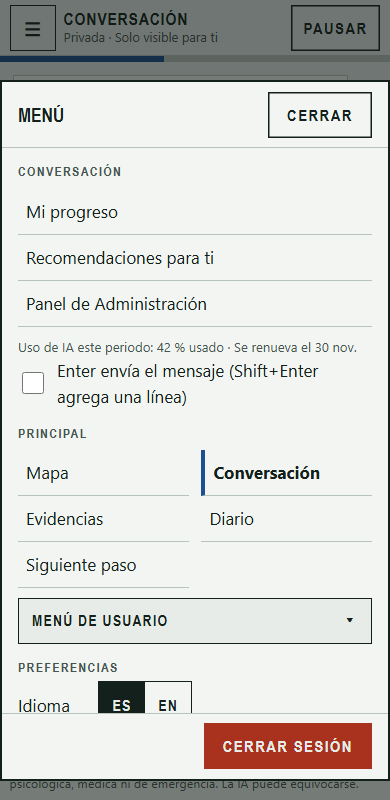 CONVERSACIÓN
Privada · Solo visible para ti
PAUSAR
MENÚ
CERRAR
CONVERSACIÓN
Mi progreso
Recomendaciones para ti
Panel de Administración
Uso de IA este periodo: 42 % usado · Se renueva el 30 nov.
Enter envía el mensaje (Shift+Enter
agrega una línea)
PRINCIPAL
Mapa
Conversación
Evidencias
Diario
Siguiente paso
MENÚ DE USUARIO
PREFERENCIAS
Idioma
ES
EN
CERRAR SESIÓN
psicológica, médica ni de emergencia. La IA puede equivocarse.